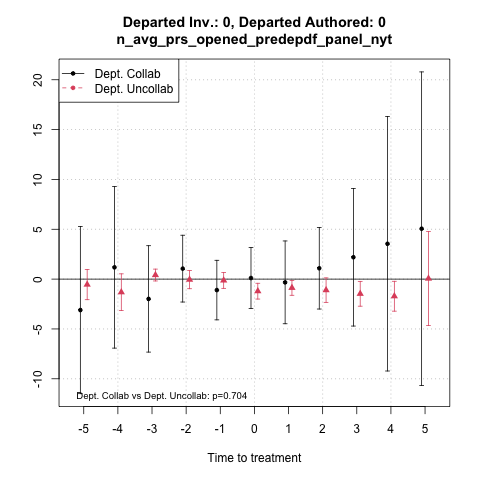 Departed Inv.: 0, Departed Authored: 0
n_avg_prs_opened_predepdf_panel_nyt
Dept. Collab
Dept. Uncollab
20
15
10
5
0
-5
-10
Dept. Collab vs Dept. Uncollab: p=0.704
-5 -4 -3 -2 -1 0 1 2 3 4 5
Time to treatment